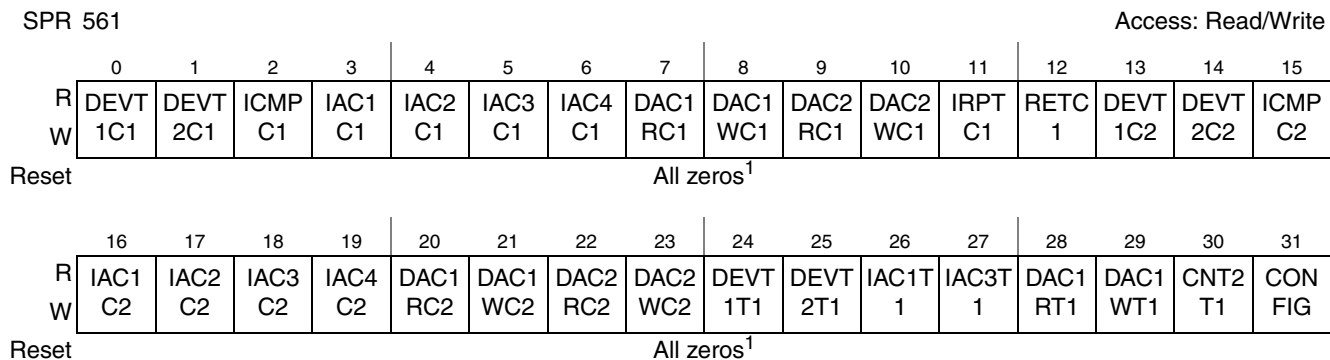 SPR 561 Access: Read/Write
0 1 2 3 4 5 6 7 8 9 10 11 12 13 14 15
R DEVT DEVT ICMP IAC1 IAC2 IAC3 IAC4 DAC1 DAC1 DAC2 DAC2 IRPT RETC DEVT DEVT ICMP
W 1C1 2C1 C1 C1 C1 C1 C1 RC1 WC1 RC1 WC1 C1 1 1C2 2C2 C2
Reset All zeros1
16 17 18 19 20 21 22 23 24 25 26 27 28 29 30 31
R IAC1 IAC2 IAC3 IAC4 DAC1 DAC1 DAC2 DAC2 DEVT DEVT IAC1T IAC3T DAC1 DAC1 CNT2 CON
W C2 C2 C2 C2 RC2 WC2 RC2 WC2 1T1 2T1 1 1 RT1 WT1 T1 FIG
Reset All zeros1